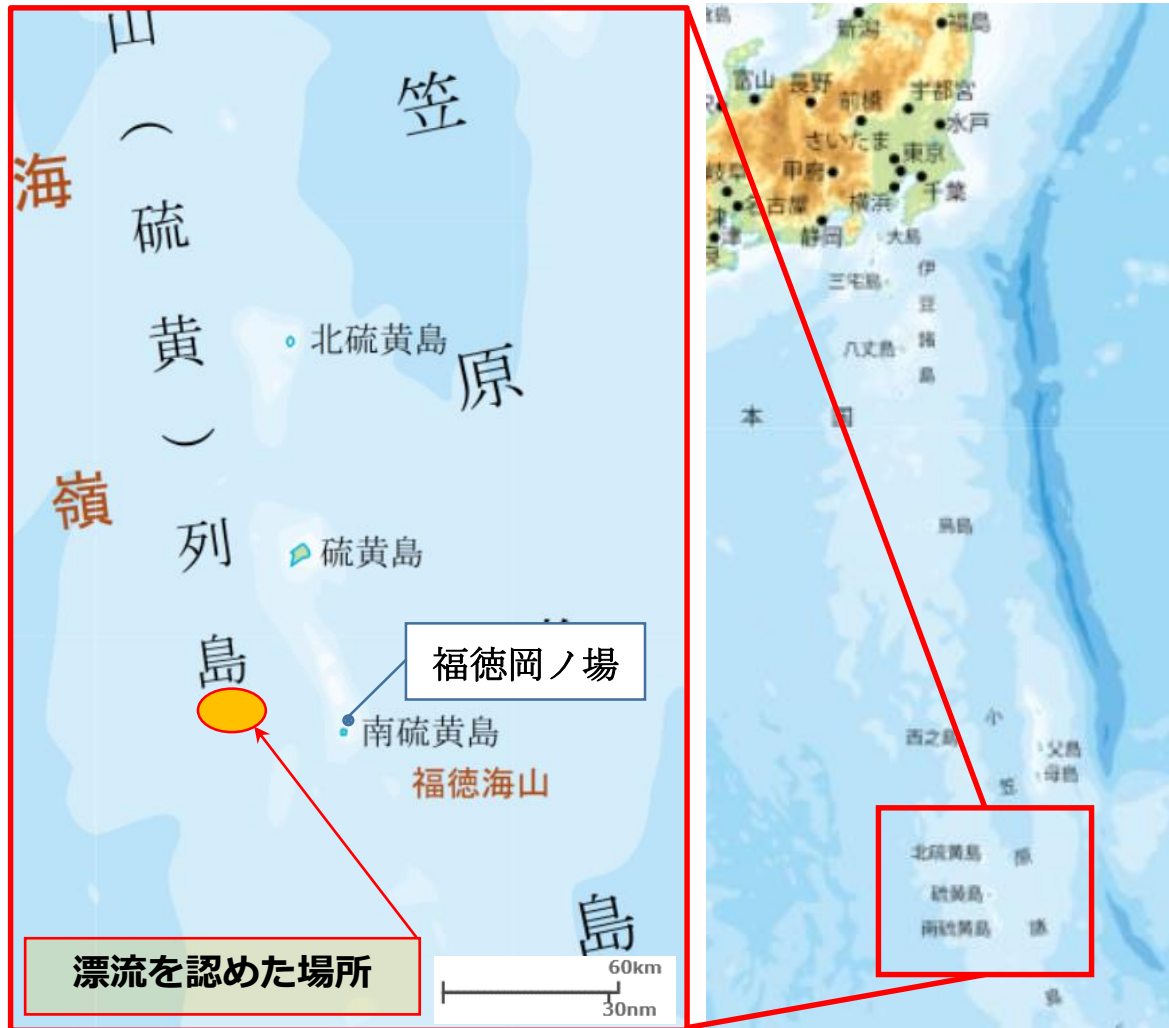 山(硫黄)列島
笠原
島
海嶺
北硫黄島
硫黄島
福徳岡ノ場
南硫黄島
福徳海山
漂流を認めた場所
60km
30nm
新潟
福島
富山
長野
前橋
宇都宮
水戸
さいたま
東京
岐阜
甲府
横浜
千葉
名古屋
津
静岡
大島
三宅島
伊豆諸島
八丈島
本国
鳥島
西之島
小笠原諸島
父島
母島
北硫黄島
硫黄島
南硫黄島